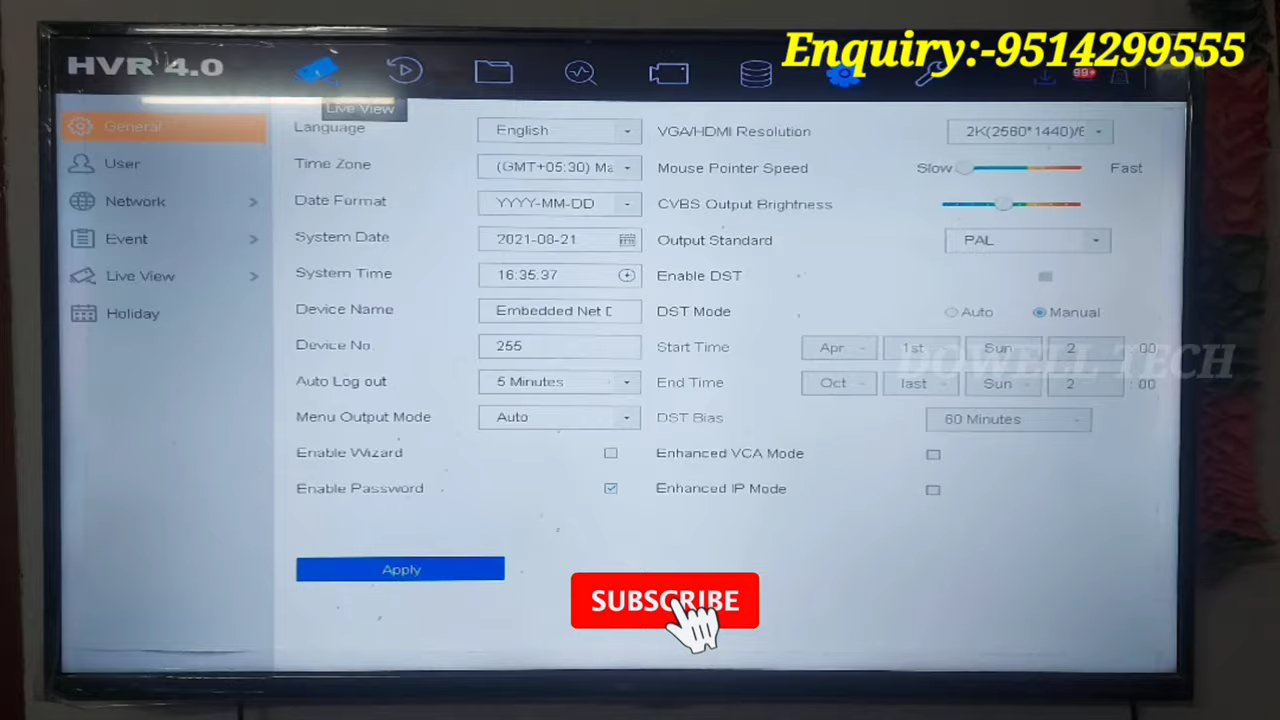 Enquiry:-9514299555
HVR 4.0
99+
Live View
General
User
Network
Event
Live View
Holiday
Language English
Time Zone (GMT+05:30) Ma
Date Format YYYY-MM-DD
System Date 2021-08-21
System Time 16:35:37
Device Name Embedded Net D
Device No. 255
Auto Log out 5 Minutes
Menu Output Mode Auto
Enable Wizard
Enable Password
Apply
VGA/HDMI Resolution 2K(2560*1440)/6
Mouse Pointer Speed Slow Fast
CVBS Output Brightness
Output Standard PAL
Enable DST
DST Mode Auto Manual
Start Time Apr 1st Sun 2 :00
End Time Oct last Sun 2 :00
DST Bias 60 Minutes
Enhanced VCA Mode
Enhanced IP Mode
DOWELL TECH
SUBSCRIBE